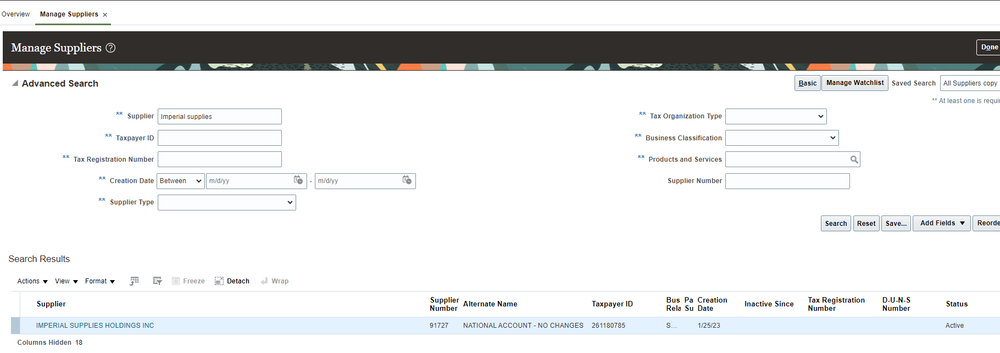 Overview Manage Suppliers ×
Manage Suppliers ?
Done
Advanced Search
Basic Manage Watchlist Saved Search All Suppliers copy
** At least one is requi
** Supplier Imperial supplies
** Tax Organization Type
** Taxpayer ID
** Business Classification
** Tax Registration Number
** Products and Services
** Creation Date Between m/d/yy - m/d/yy
Supplier Number
** Supplier Type
Search Reset Save... Add Fields Reorde
Search Results
Actions View Format Freeze Detach Wrap
Supplier Supplier Number Alternate Name Taxpayer ID Bus Rela Pa Su Creation Date Inactive Since Tax Registration Number D-U-N-S Number Status
IMPERIAL SUPPLIES HOLDINGS INC 91727 NATIONAL ACCOUNT - NO CHANGES 261180785 S... 1/25/23 Active
Columns Hidden 18